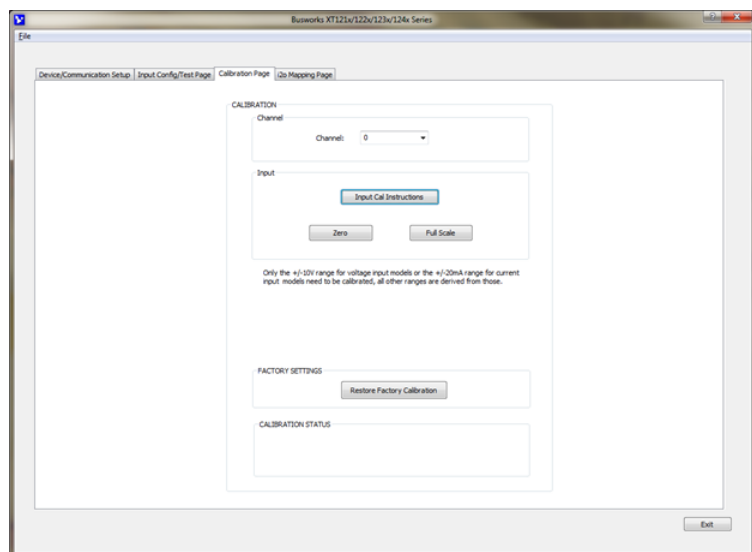 Busworks XT121x/122x/123x/124x Series
File
Device/Communication Setup Input Config/Test Page Calibration Page i2o Mapping Page
CALIBRATION
Channel
Channel: 0
Input
Input Cal Instructions
Zero Full Scale
Only the +/-10V range for voltage input models or the +/-20mA range for current
input models need to be calibrated, all other ranges are derived from those.
FACTORY SETTINGS
Restore Factory Calibration
CALIBRATION STATUS
Exit